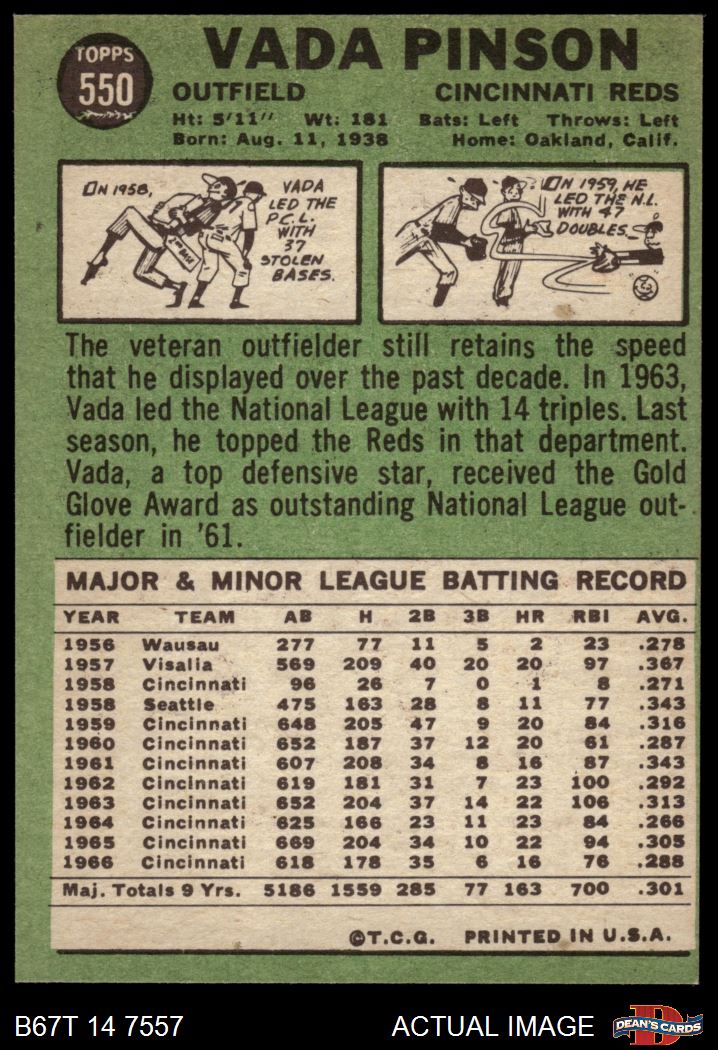 TOPPS
550
VADA PINSON
OUTFIELD CINCINNATI REDS
Ht: 5'11" Wt: 181 Bats: Left Throws: Left
Born: Aug. 11, 1938 Home: Oakland, Calif.
IN 1958,
VADA
LED THE
P.C.L.
WITH
37
STOLEN
BASES.
2ND BASE
IN 1959, HE
LED THE N.L.
WITH 47
DOUBLES.
The veteran outfielder still retains the speed
that he displayed over the past decade. In 1963,
Vada led the National League with 14 triples. Last
season, he topped the Reds in that department.
Vada, a top defensive star, received the Gold
Glove Award as outstanding National League out-
fielder in '61.
MAJOR & MINOR LEAGUE BATTING RECORD
YEAR TEAM AB H 2B 3B HR RBI AVG.
1956 Wausau 277 77 11 5 2 23 .278
1957 Visalia 569 209 40 20 20 97 .367
1958 Cincinnati 96 26 7 0 1 8 .271
1958 Seattle 475 163 28 8 11 77 .343
1959 Cincinnati 648 205 47 9 20 84 .316
1960 Cincinnati 652 187 37 12 20 61 .287
1961 Cincinnati 607 208 34 8 16 87 .343
1962 Cincinnati 619 181 31 7 23 100 .292
1963 Cincinnati 652 204 37 14 22 106 .313
1964 Cincinnati 625 166 23 11 23 84 .266
1965 Cincinnati 669 204 34 10 22 94 .305
1966 Cincinnati 618 178 35 6 16 76 .288
Maj. Totals 9 Yrs. 5186 1559 285 77 163 700 .301
©T.C.G. PRINTED IN U.S.A.
B67T 14 7557 ACTUAL IMAGE DEAN'S CARDS